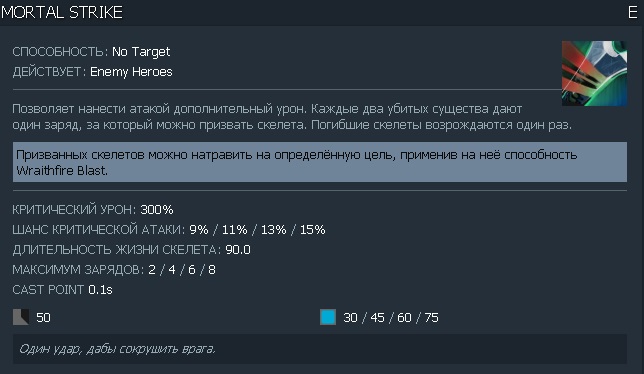 MORTAL STRIKE E
СПОСОБНОСТЬ: No Target
ДЕЙСТВУЕТ: Enemy Heroes
Позволяет нанести атакой дополнительный урон. Каждые два убитых существа дают
один заряд, за который можно призвать скелета. Погибшие скелеты возрождаются один раз.
Призванных скелетов можно натравить на определённую цель, применив на неё способность
Wraithfire Blast.
КРИТИЧЕСКИЙ УРОН: 300%
ШАНС КРИТИЧЕСКОЙ АТАКИ: 9% / 11% / 13% / 15%
ДЛИТЕЛЬНОСТЬ ЖИЗНИ СКЕЛЕТА: 90.0
МАКСИМУМ ЗАРЯДОВ: 2 / 4 / 6 / 8
CAST POINT 0.1s
50 30 / 45 / 60 / 75
Один удар, дабы сокрушить врага.